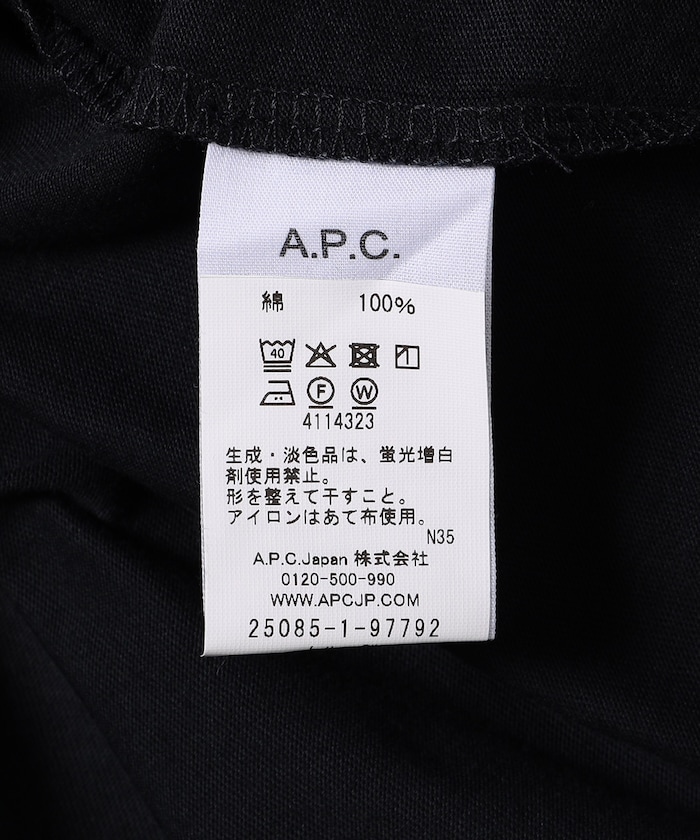 A.P.C.
綿 100%
40
F W
4114323
生成・淡色品は、蛍光増白
剤使用禁止。
形を整えて干すこと。
アイロンはあて布使用。
N35
A.P.C.Japan 株式会社
0120-500-990
WWW.APCJP.COM
25085-1-97792